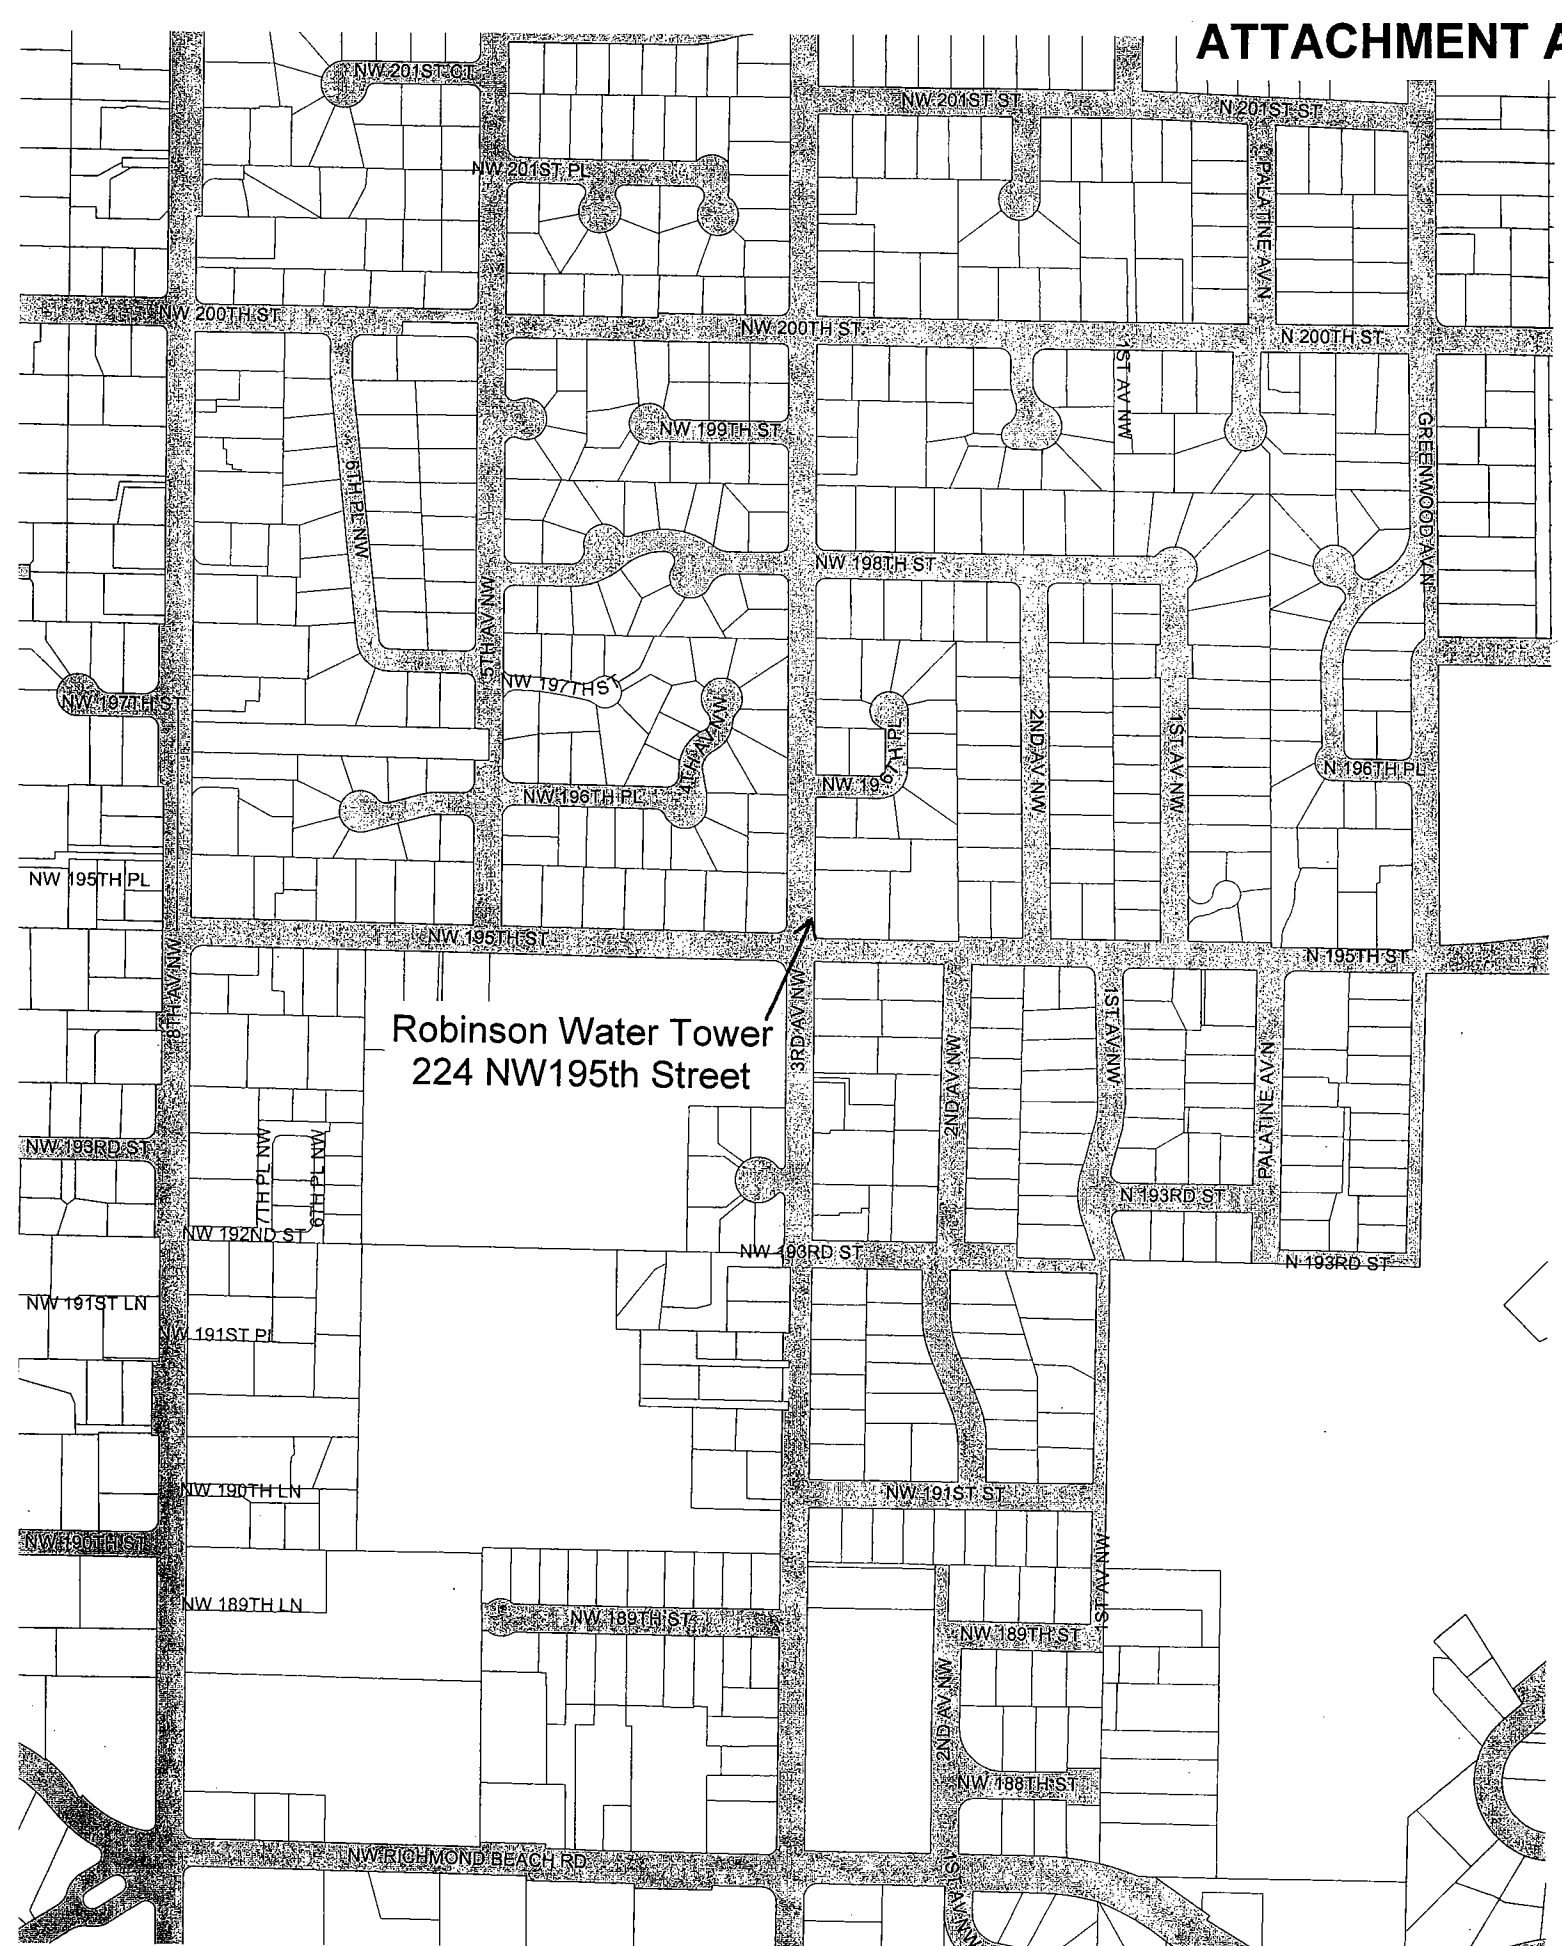 ATTACHMENT A
NW 201ST CT
NW 201ST ST
N 201ST ST
NW 201ST PL
PALATINE AV N
NW 200TH ST
NW 200TH ST
N 200TH ST
1ST AV NW
NW 199TH ST
GREENWOOD AV N
6TH PL NW
NW 198TH ST
5TH AV NW
NW 197TH ST
NW 197TH ST
4TH AV NW
2ND AV NW
1ST AV NW
67TH PL
NW 19
N 196TH PL
NW 196TH PL
NW 195TH PL
NW 195TH ST
N 195TH ST
8TH AV NW
3RD AV NW
1ST AV NW
Robinson Water Tower
224 NW195th Street
2ND AV NW
PALATINE AV N
NW 193RD ST
7TH PL NW
6TH PL NW
N 193RD ST
NW 192ND ST
NW 193RD ST
N 193RD ST
NW 191ST LN
NW 191ST PL
NW 190TH LN
NW 191ST ST
NW 190TH ST
1ST AV NW
NW 189TH LN
NW 189TH ST
NW 189TH ST
2ND AV NW
NW 188TH ST
NW RICHMOND BEACH RD
1ST AV NW